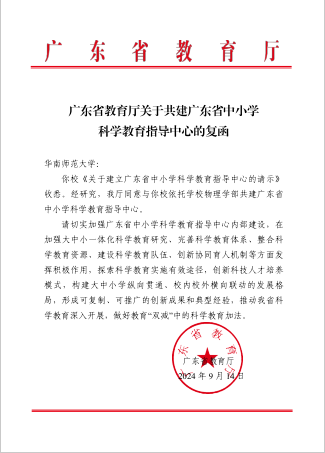 广东省教育厅
广东省教育厅关于共建广东省中小学
科学教育指导中心的复函
华南师范大学：
你校《关于建立广东省中小学科学教育指导中心的请示》
收悉。经研究，我厅同意与你校依托学校物理学部共建广东省
中小学科学教育指导中心。
请切实加强广东省中小学科学教育指导中心内部建设，在
加强大中小一体化科学教育研究、完善科学教育体系、整合科
学教育资源、建设科学教育队伍、创新协同育人机制等方面发
挥积极作用，探索科学教育实施有效途径，创新科技人才培养
模式，构建大中小学纵向贯通、校内校外横向联动的发展格
局，形成可复制、可推广的创新成果和典型经验，推动我省科
学教育深入开展，做好教育“双减”中的科学教育加法。
广东省教育厅
广东省教育厅
2024 年 9 月 14 日